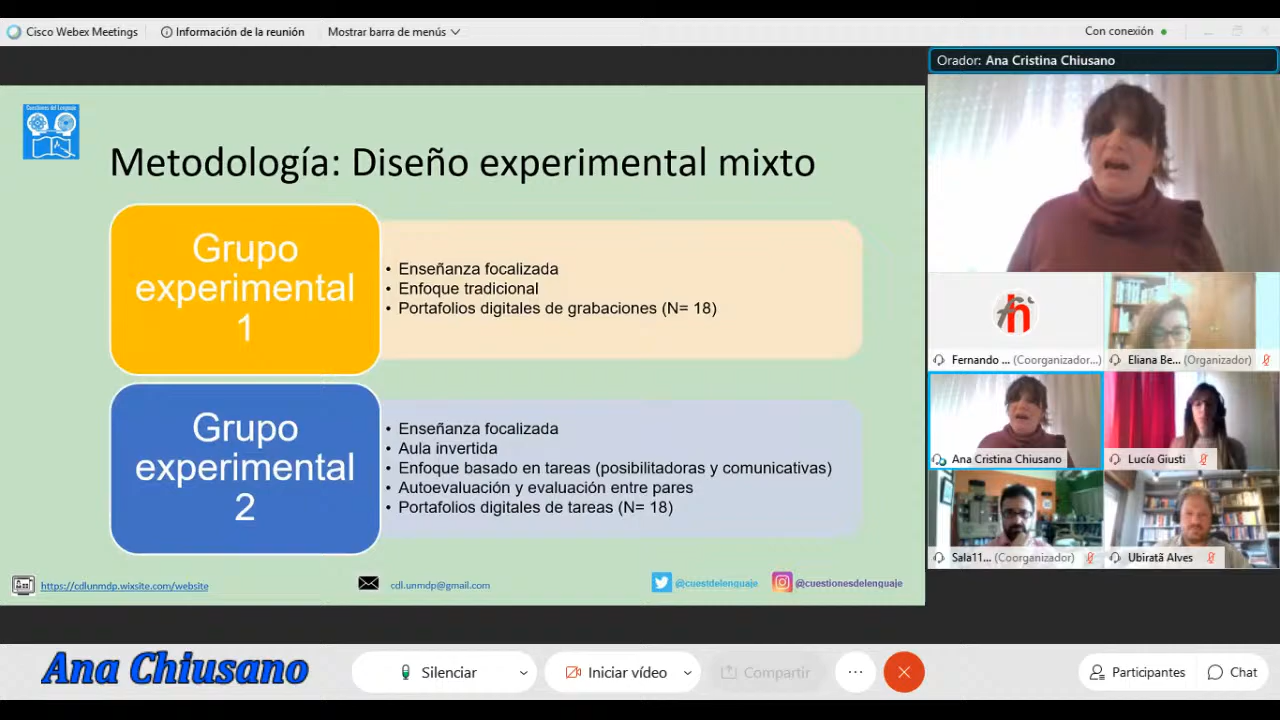 Cisco Webex Meetings
Información de la reunión
Mostrar barra de menús
Con conexión
Orador: Ana Cristina Chiusano
Cuestiones del Lenguaje
Metodología: Diseño experimental mixto
Grupo
experimental
1
• Enseñanza focalizada
• Enfoque tradicional
• Portafolios digitales de grabaciones (N= 18)
Grupo
experimental
2
• Enseñanza focalizada
• Aula invertida
• Enfoque basado en tareas (posibilitadoras y comunicativas)
• Autoevaluación y evaluación entre pares
• Portafolios digitales de tareas (N= 18)
https://cdlunmdp.wixsite.com/website
cdl.unmdp@gmail.com
@cuestdelenguaje
@cuestionesdelenguaje
fh
Fernando ... (Coorganizador...)
Eliana Be... (Organizador)
Ana Cristina Chiusano
Lucía Giusti
Sala11... (Coorganizador)
Ubiratã Alves
Ana Chiusano
Silenciar
Iniciar vídeo
Compartir
...
Participantes
Chat